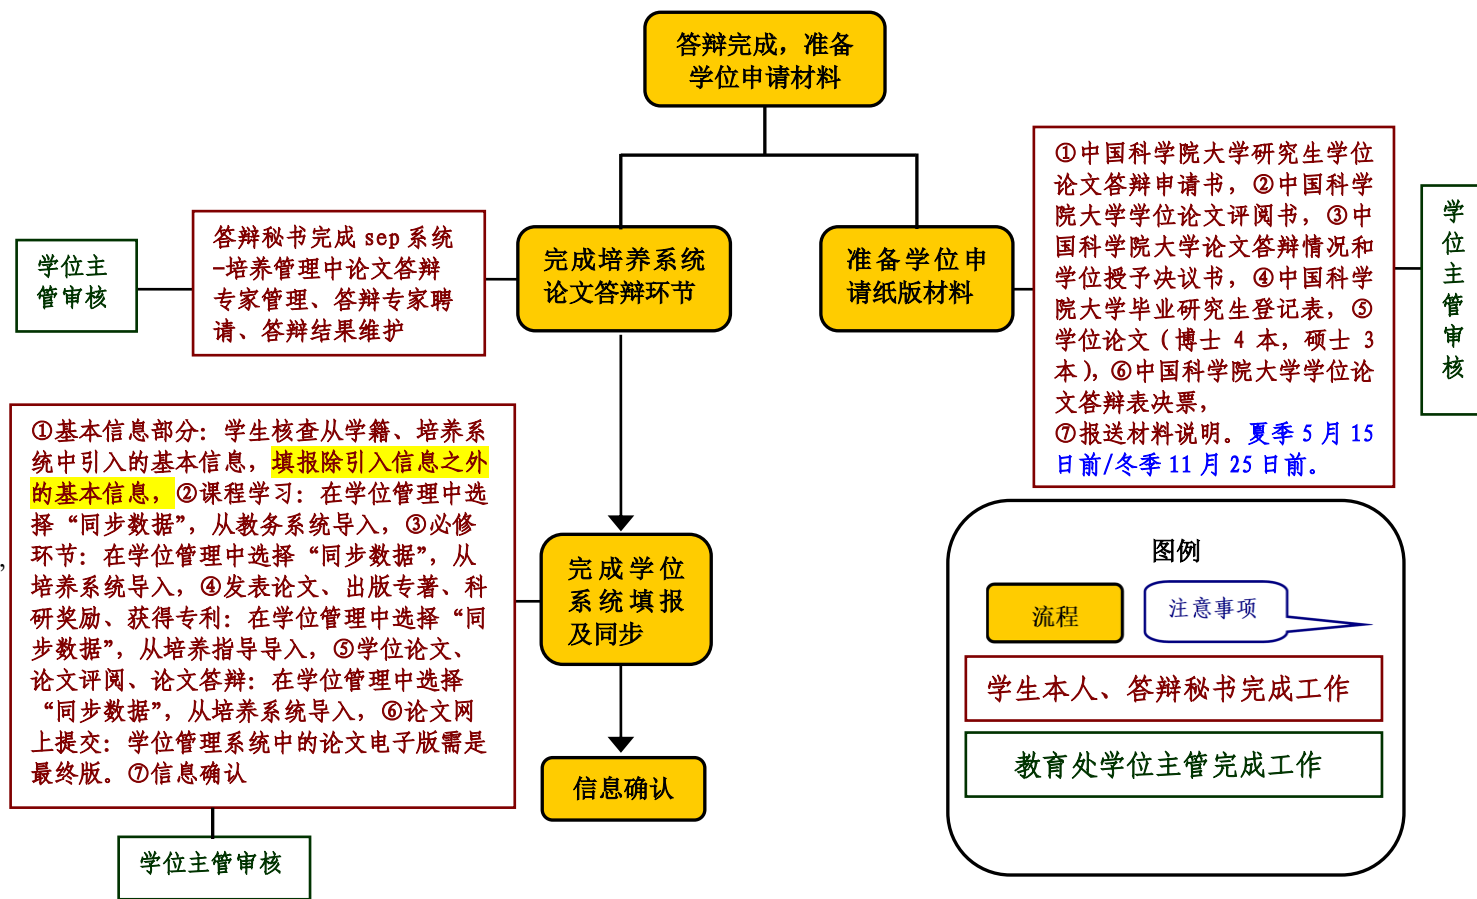 答辩完成，准备
学位申请材料
①中国科学院大学研究生学位
论文答辩申请书，②中国科学
院大学学位论文评阅书，③中
国科学院大学论文答辩情况和
学位授予决议书，④中国科学
院大学毕业研究生登记表，⑤
学位论文（博士 4 本，硕士 3
本），⑥中国科学院大学学位论
文答辩表决票，
⑦报送材料说明。夏季 5 月 15
日前/冬季 11 月 25 日前。
学
位
主
管
审
核
学位主
管审核
答辩秘书完成 sep 系统
-培养管理中论文答辩
专家管理、答辩专家聘
请、答辩结果维护
完成培养系统
论文答辩环节
准备学位申
请纸版材料
①基本信息部分：学生核查从学籍、培养系
统中引入的基本信息，填报除引入信息之外
的基本信息，②课程学习：在学位管理中选
择“同步数据”，从教务系统导入，③必修
环节：在学位管理中选择“同步数据”，从
培养系统导入，④发表论文、出版专著、科
研奖励、获得专利：在学位管理中选择“同
步数据”，从培养指导导入，⑤学位论文、
论文评阅、论文答辩：在学位管理中选择
“同步数据”，从培养系统导入，⑥论文网
上提交：学位管理系统中的论文电子版需是
最终版。⑦信息确认
，
完成学位
系统填报
及同步
信息确认
学位主管审核
图例
流程
注意事项
学生本人、答辩秘书完成工作
教育处学位主管完成工作